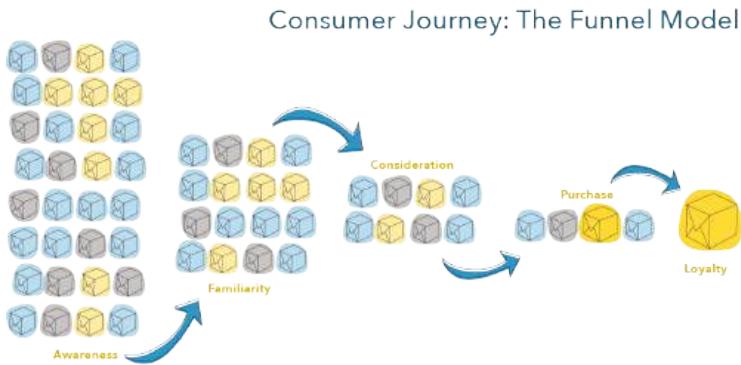 Consumer Journey: The Funnel Model
Consideration
Purchase
Loyalty
Familiarity
Awareness